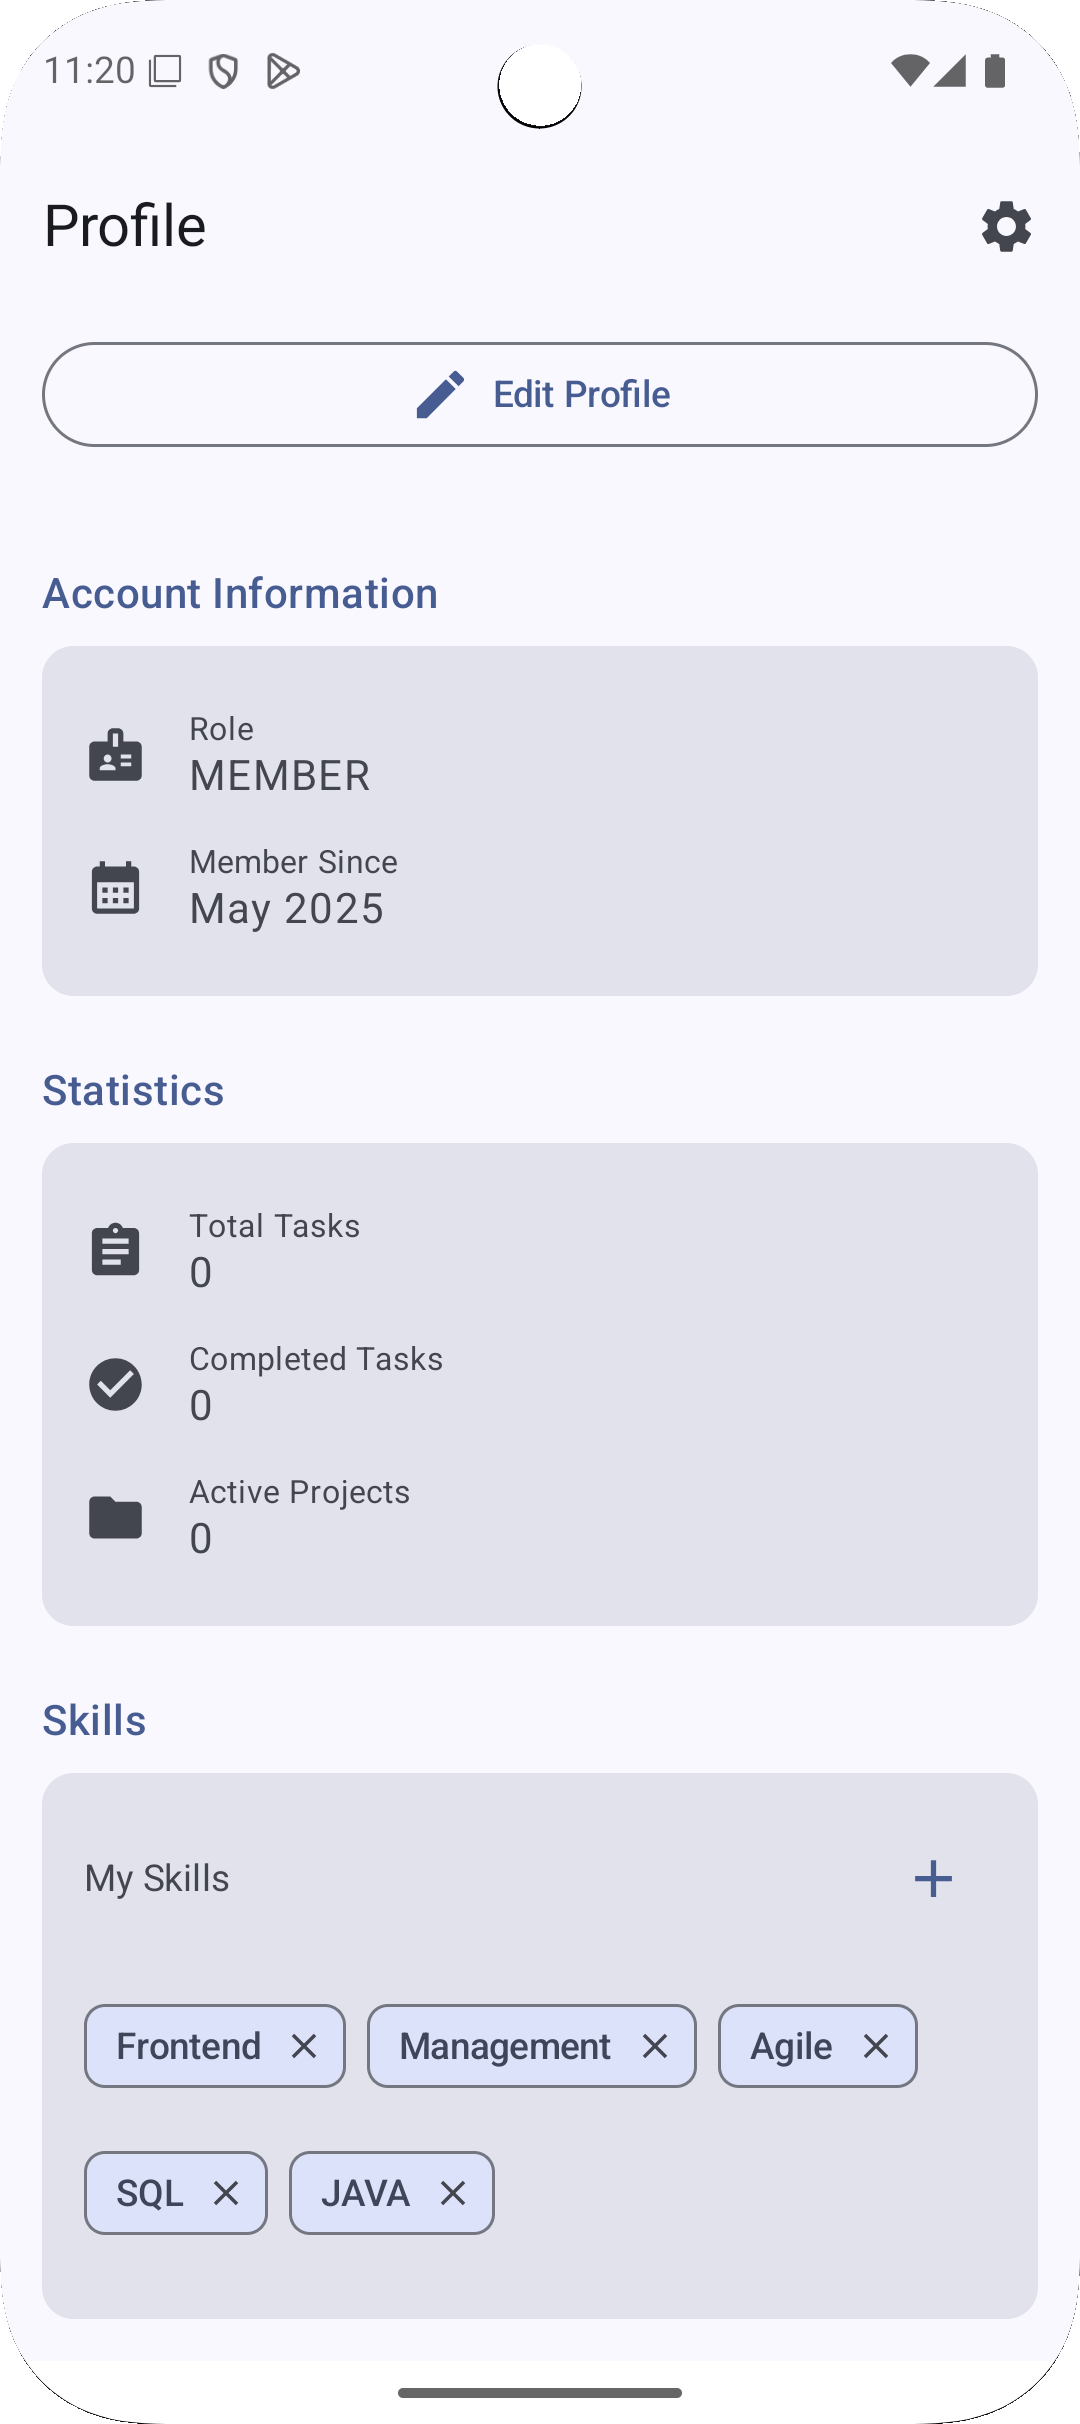 11:20
Profile
Edit Profile
Account Information
Role
MEMBER
Member Since
May 2025
Statistics
Total Tasks
0
Completed Tasks
0
Active Projects
0
Skills
My Skills
Frontend Management Agile
SQL JAVA